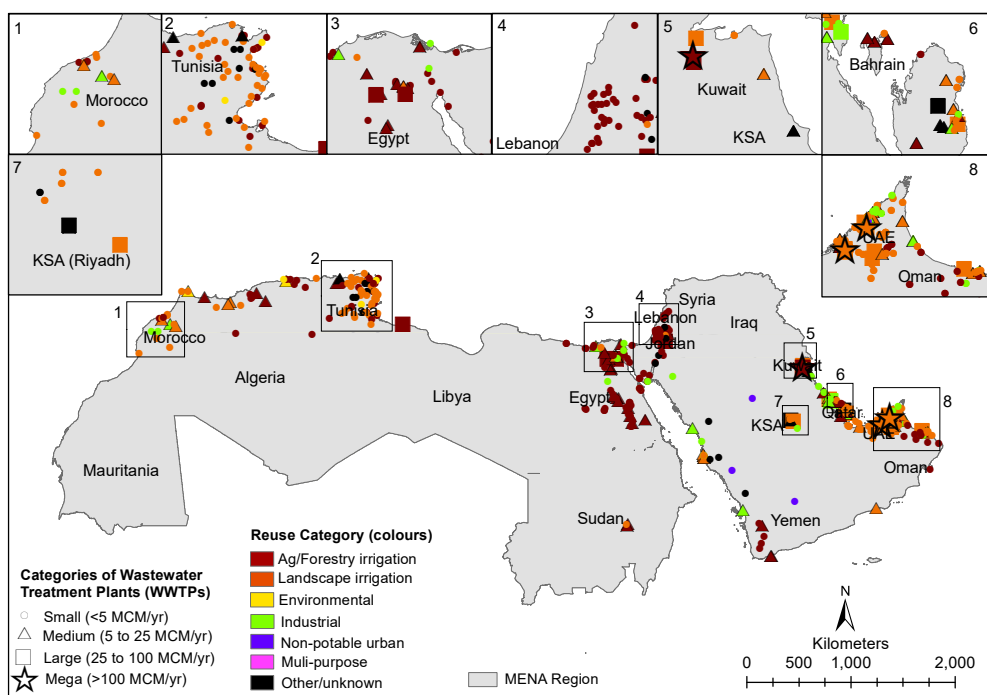 1
2
3
4
5
6
Morocco
Tunisia
Egypt
Lebanon
Kuwait
KSA
Bahrain
7
KSA (Riyadh)
8
UAE
Oman
1
2
3
4
5
6
7
8
Morocco
Tunisia
Algeria
Libya
Egypt
Mauritania
Sudan
Syria
Lebanon
Jordan
Iraq
Kuwait
KSA
Qatar
UAE
Oman
Yemen
Categories of Wastewater
Treatment Plants (WWTPs)
Small (<5 MCM/yr)
Medium (5 to 25 MCM/yr)
Large (25 to 100 MCM/yr)
Mega (>100 MCM/yr)
Reuse Category (colours)
Ag/Forestry irrigation
Landscape irrigation
Environmental
Industrial
Non-potable urban
Muli-purpose
Other/unknown
MENA Region
N
Kilometers
0 500 1,000 2,000